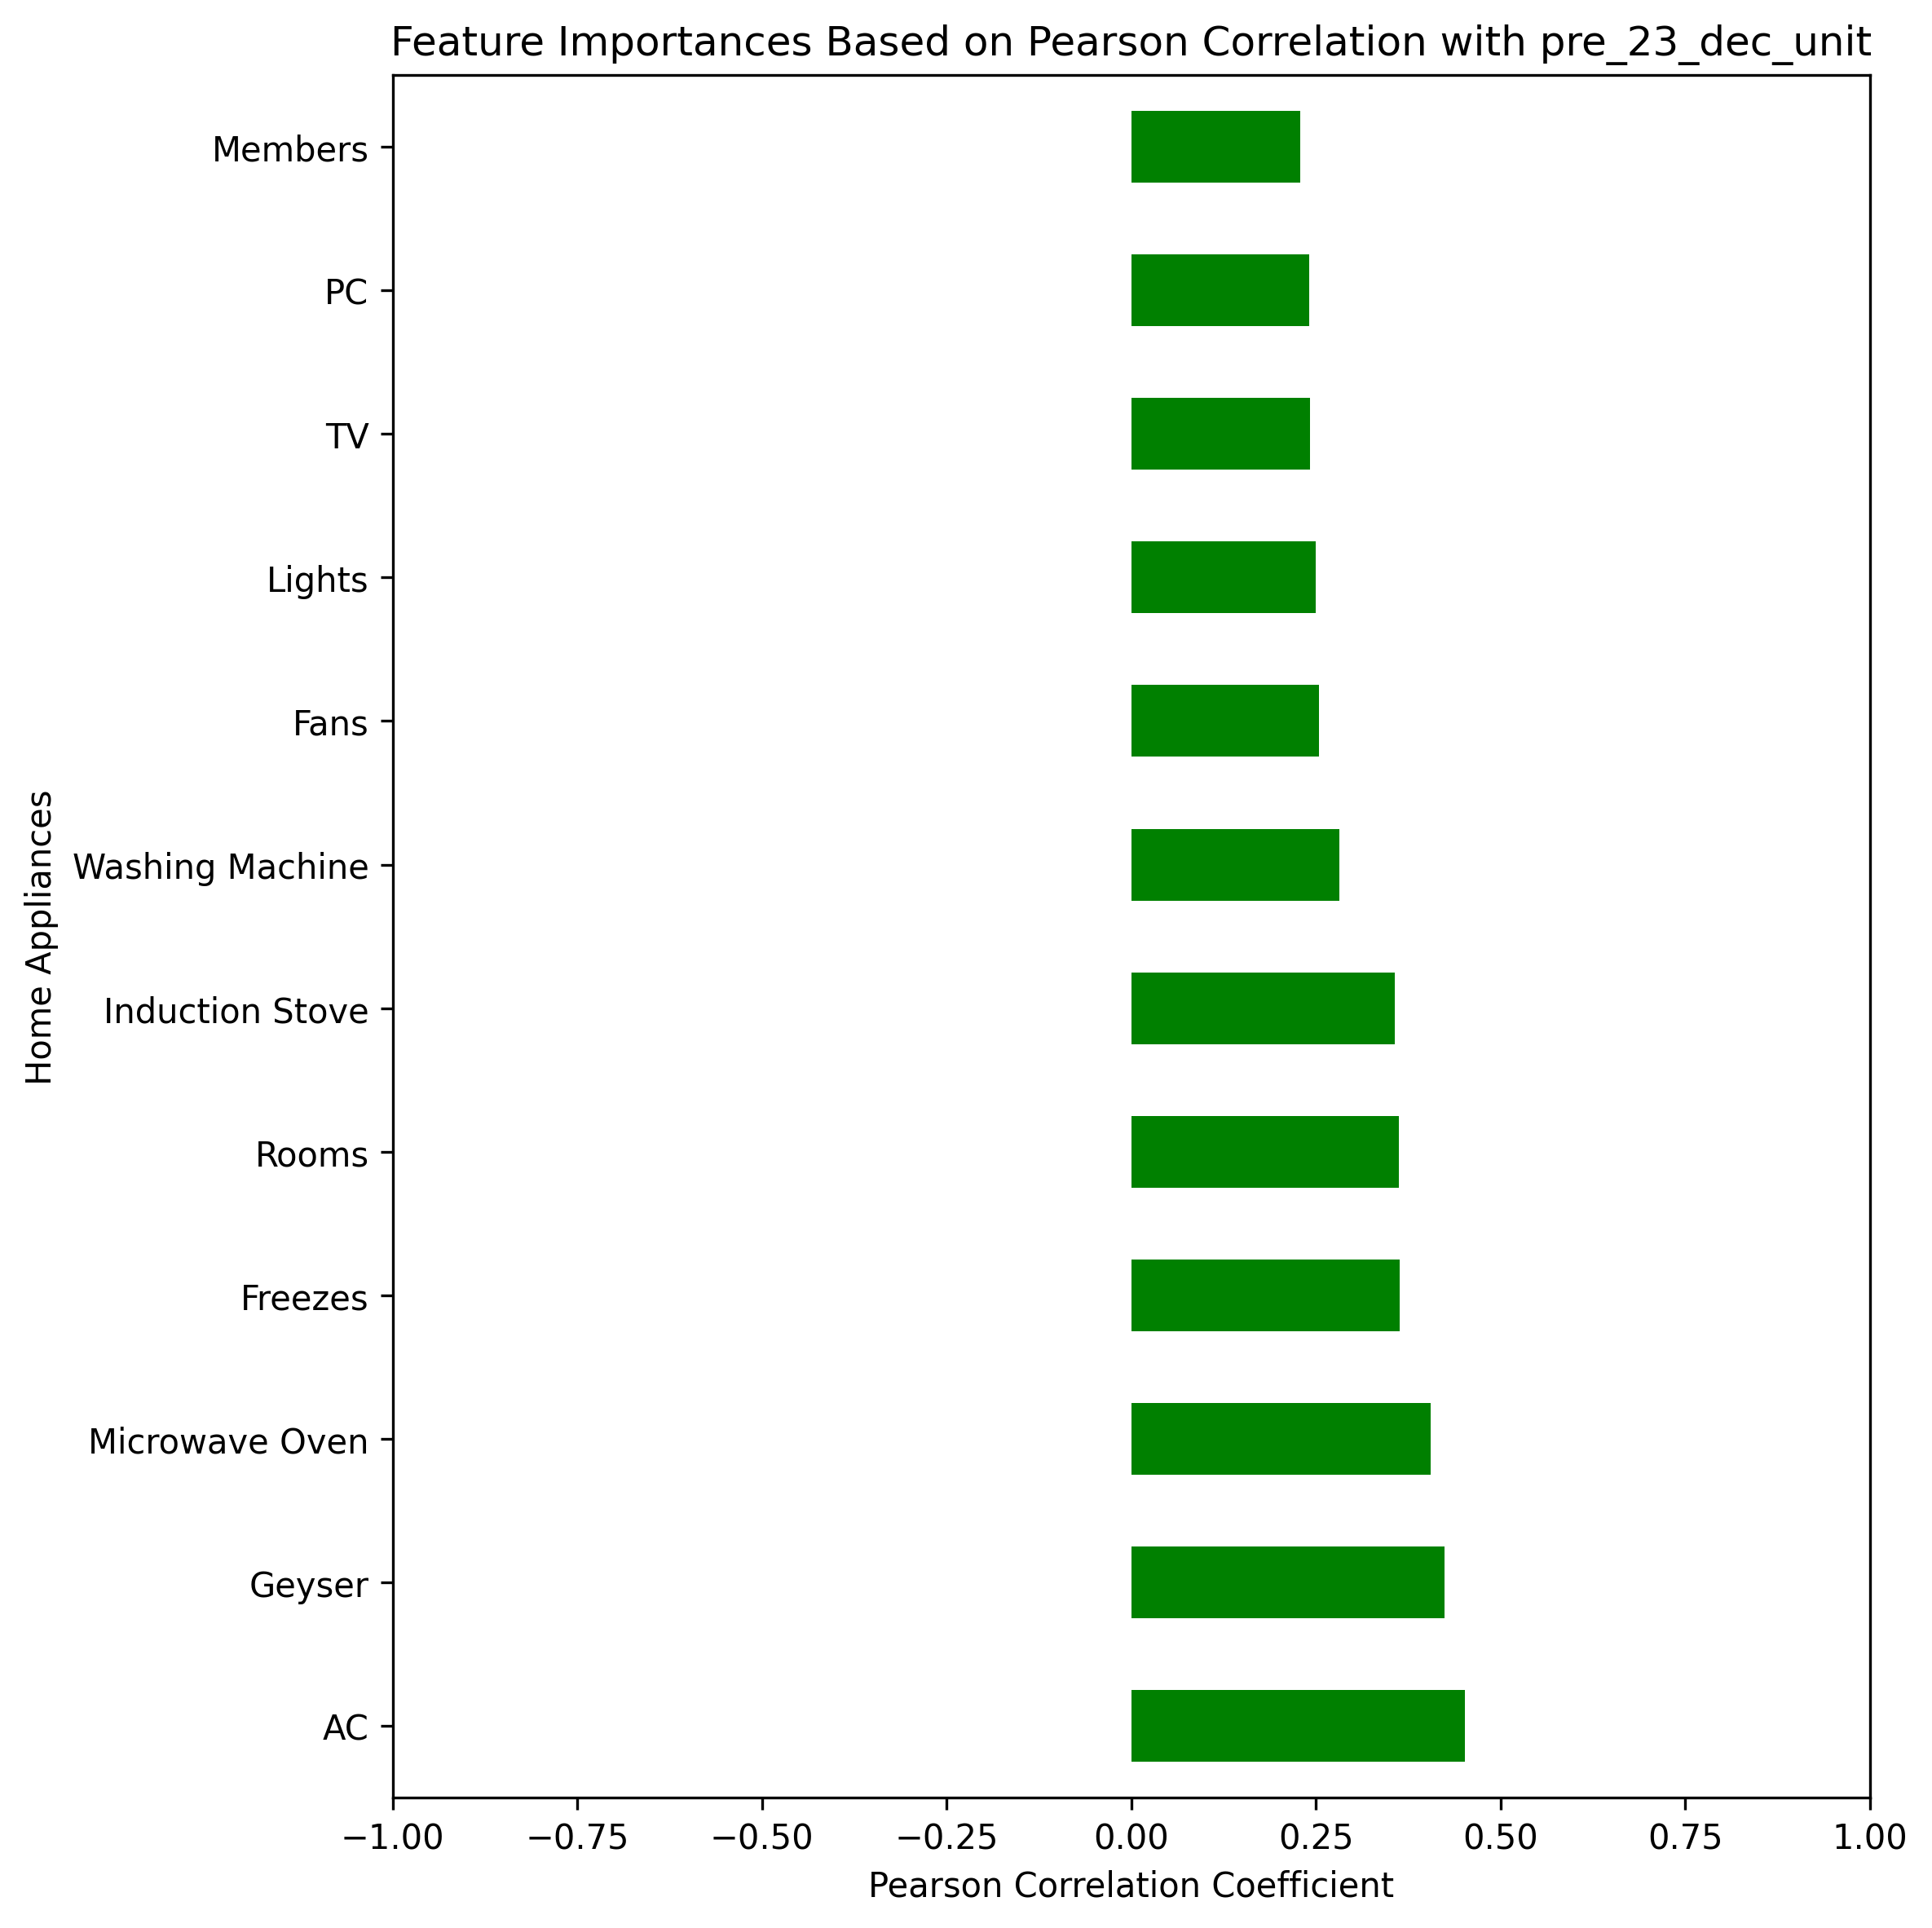 Feature Importances Based on Pearson Correlation with pre_23_dec_unit
Members
PC
TV
Lights
Fans
Washing Machine
Induction Stove
Rooms
Freezes
Microwave Oven
Geyser
AC
Home Appliances
−1.00 −0.75 −0.50 −0.25 0.00 0.25 0.50 0.75 1.00
Pearson Correlation Coefficient